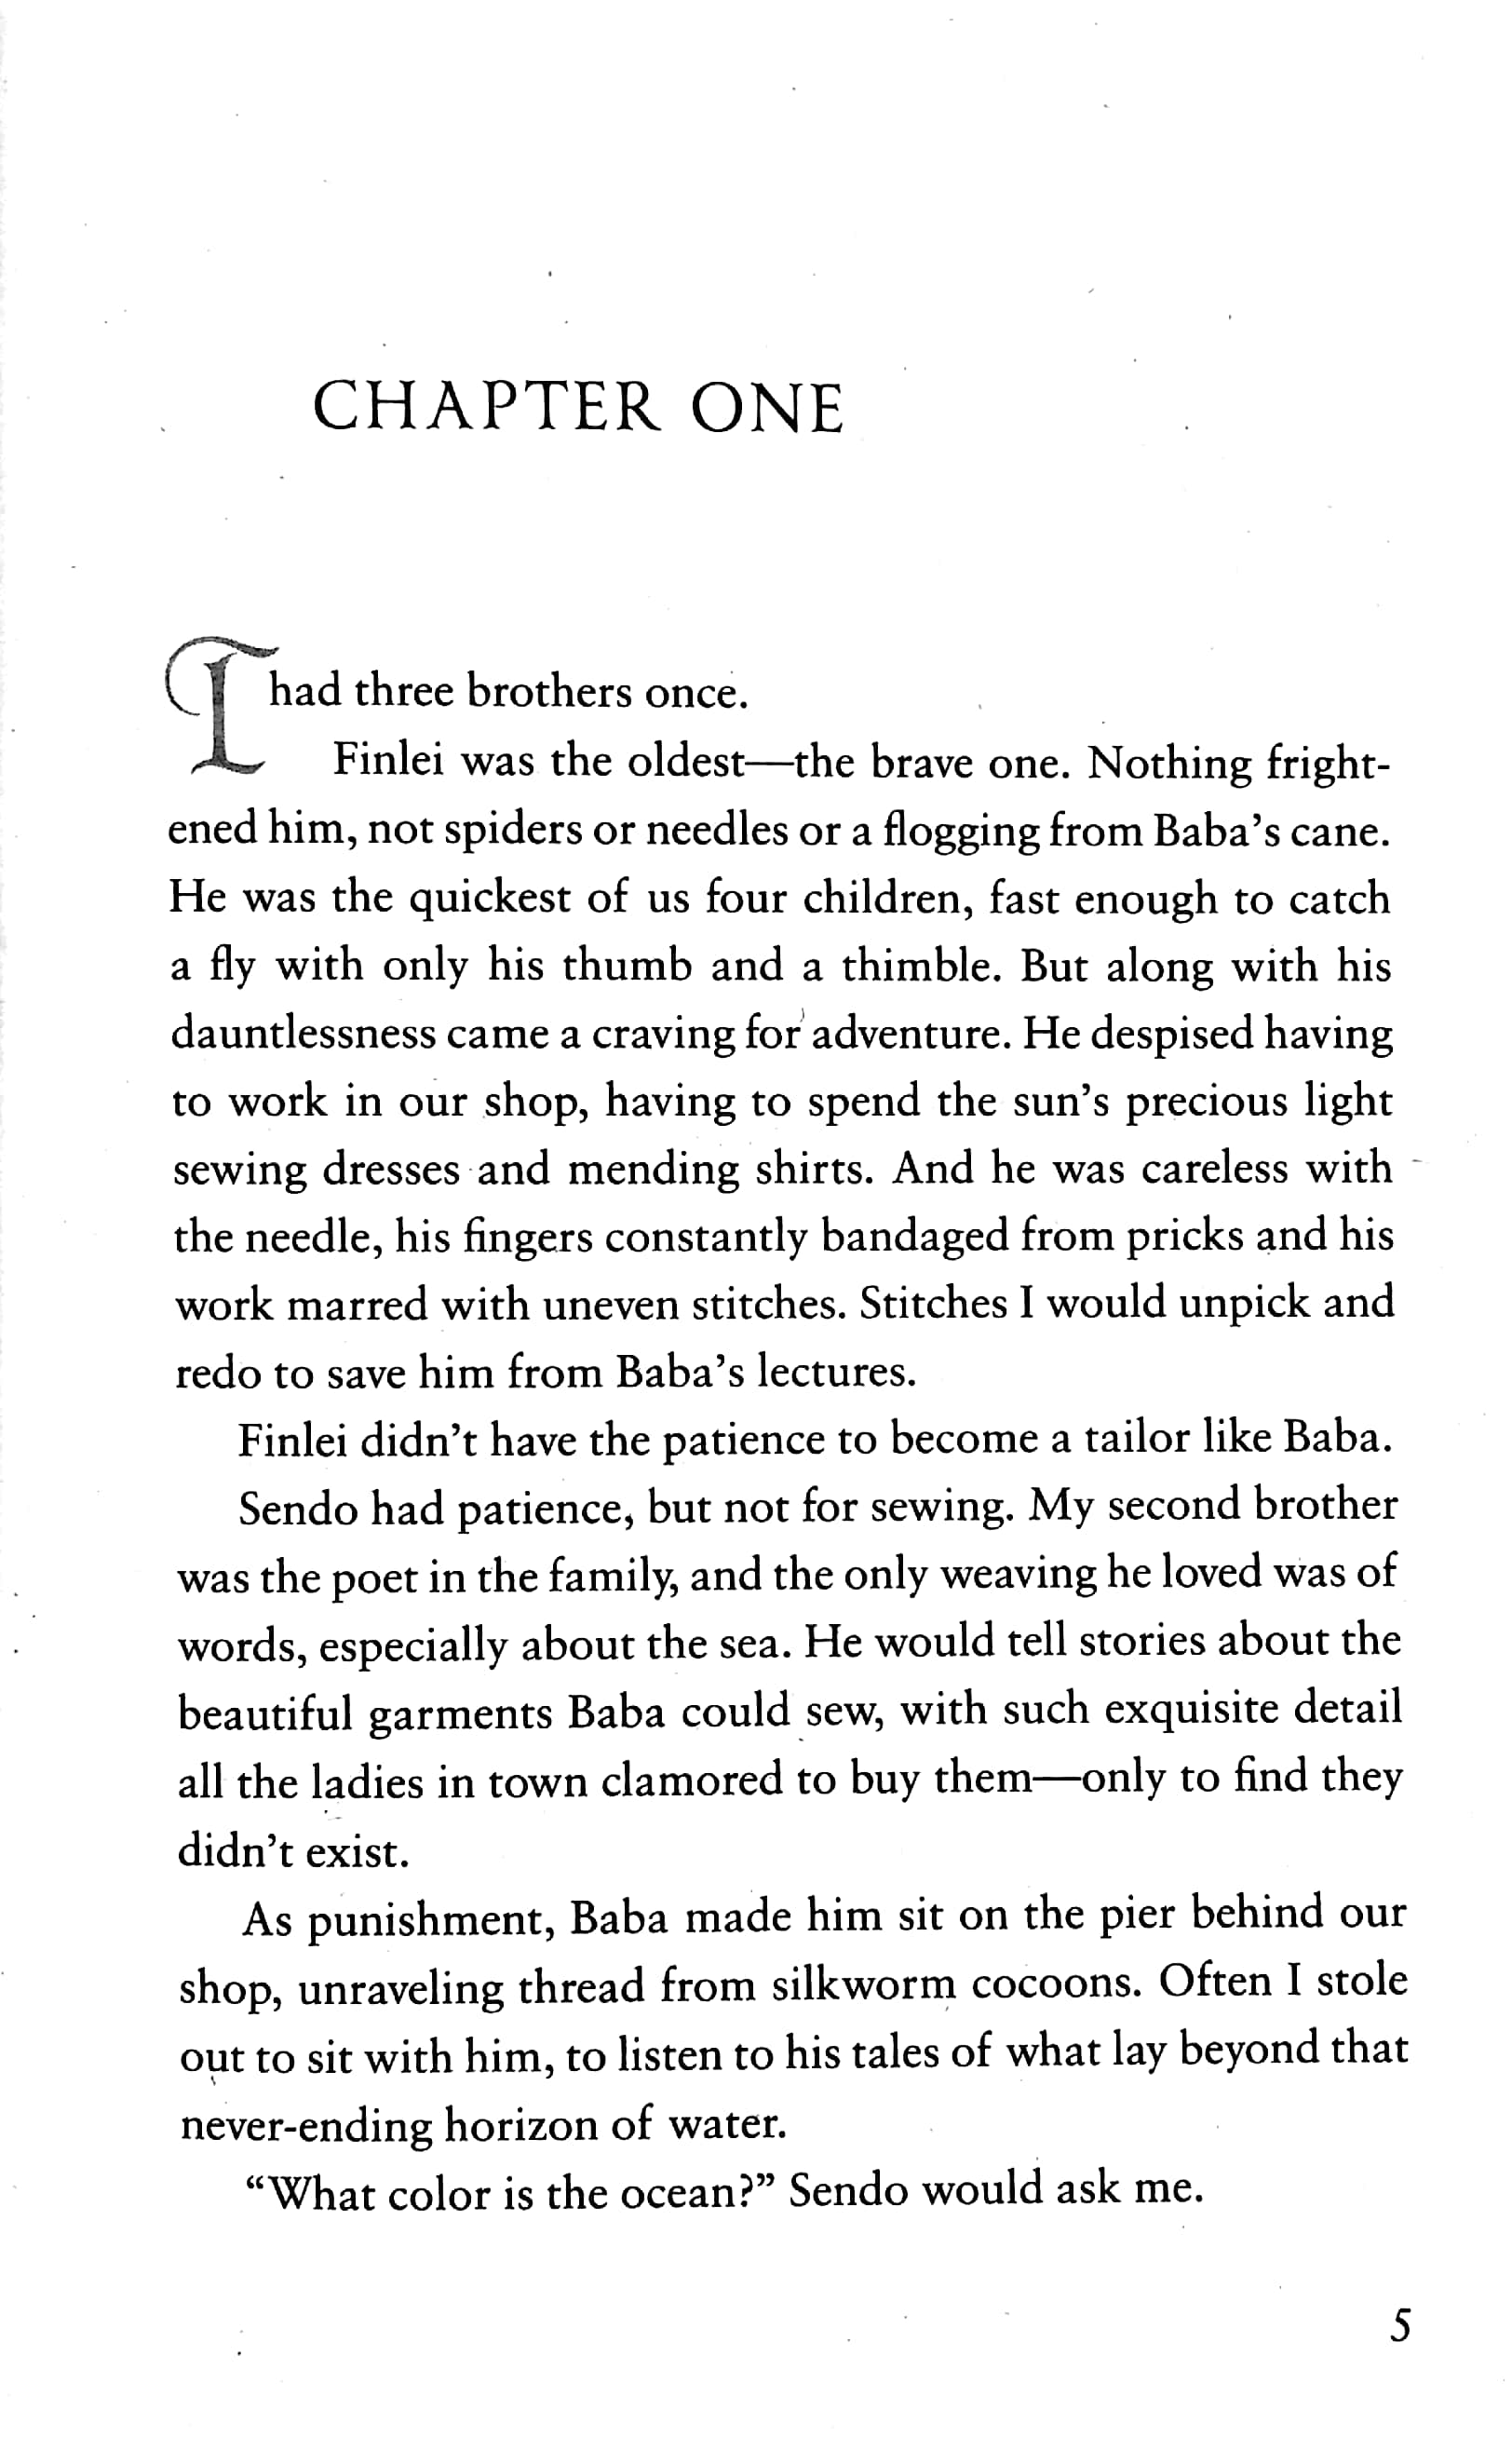 CHAPTER ONE
I had three brothers once.
Finlei was the oldest—the brave one. Nothing fright-
ened him, not spiders or needles or a flogging from Baba’s cane.
He was the quickest of us four children, fast enough to catch
a fly with only his thumb and a thimble. But along with his
dauntlessness came a craving for adventure. He despised having
to work in our shop, having to spend the sun’s precious light
sewing dresses and mending shirts. And he was careless with
the needle, his fingers constantly bandaged from pricks and his
work marred with uneven stitches. Stitches I would unpick and
redo to save him from Baba’s lectures.
Finlei didn’t have the patience to become a tailor like Baba.
Sendo had patience, but not for sewing. My second brother
was the poet in the family, and the only weaving he loved was of
words, especially about the sea. He would tell stories about the
beautiful garments Baba could sew, with such exquisite detail
all the ladies in town clamored to buy them—only to find they
didn’t exist.
As punishment, Baba made him sit on the pier behind our
shop, unraveling thread from silkworm cocoons. Often I stole
out to sit with him, to listen to his tales of what lay beyond that
never-ending horizon of water.
“What color is the ocean?” Sendo would ask me.
5